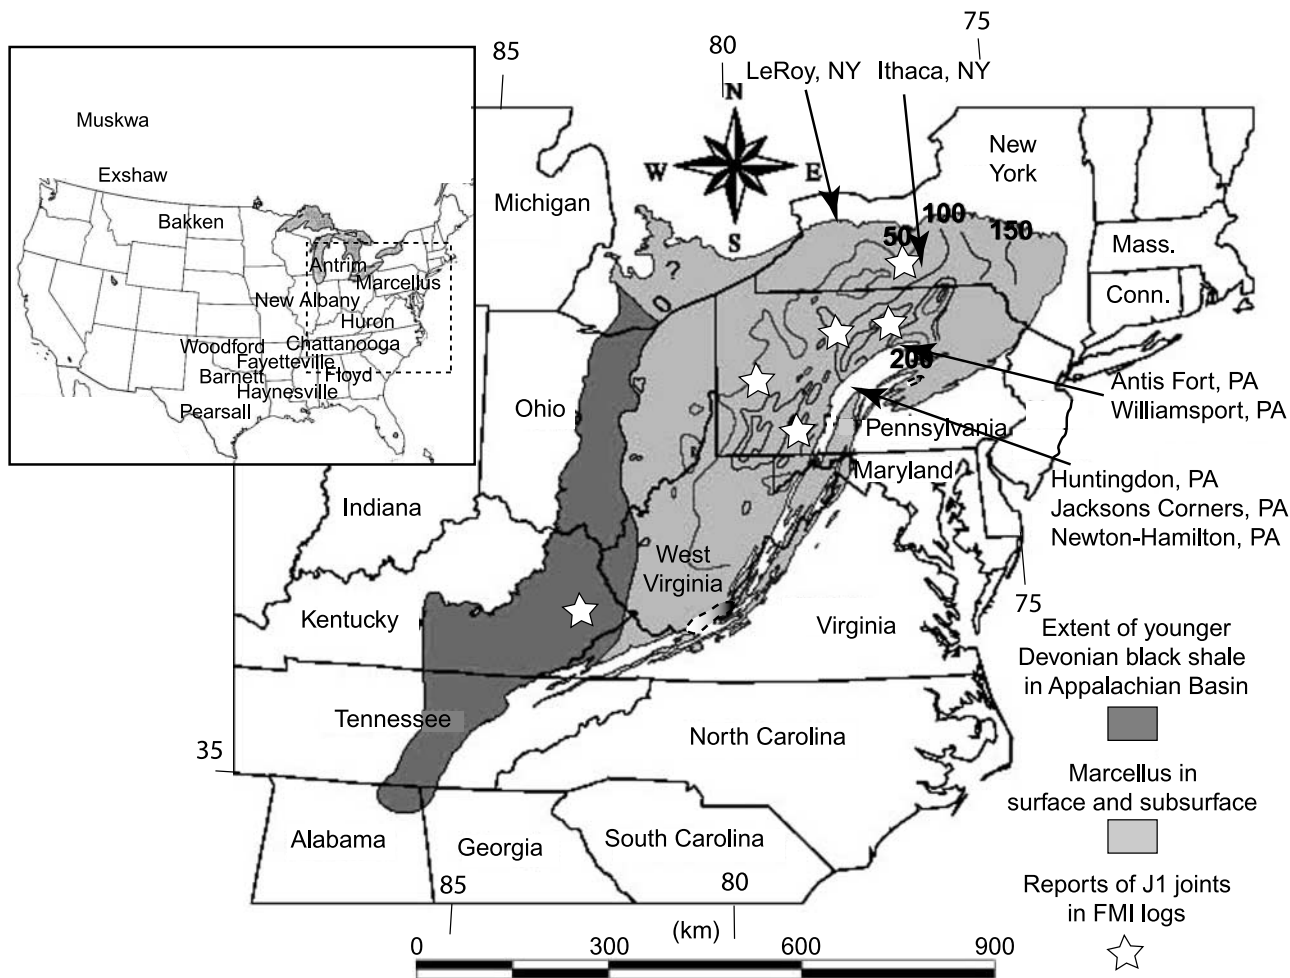 75
85
80
LeRoy, NY
Ithaca, NY
N
W
E
S
Muskwa
Exshaw
Bakken
Antrim
Marcellus
New Albany
Huron
Woodford
Chattanooga
Fayetteville
Barnett
Floyd
Haynesville
Pearsall
Michigan
New
York
100
50
150
?
0
Mass.
Conn.
200
Antis Fort, PA
Williamsport, PA
Ohio
Pennsylvania
Maryland
Huntingdon, PA
Jacksons Corners, PA
Newton-Hamilton, PA
Indiana
West
Virginia
75
Kentucky
Virginia
Extent of younger
Devonian black shale
in Appalachian Basin
Tennessee
North Carolina
35
Marcellus in
surface and subsurface
Alabama
Georgia
South Carolina
85
80
Reports of J1 joints
in FMI logs
(km)
0
300
600
900